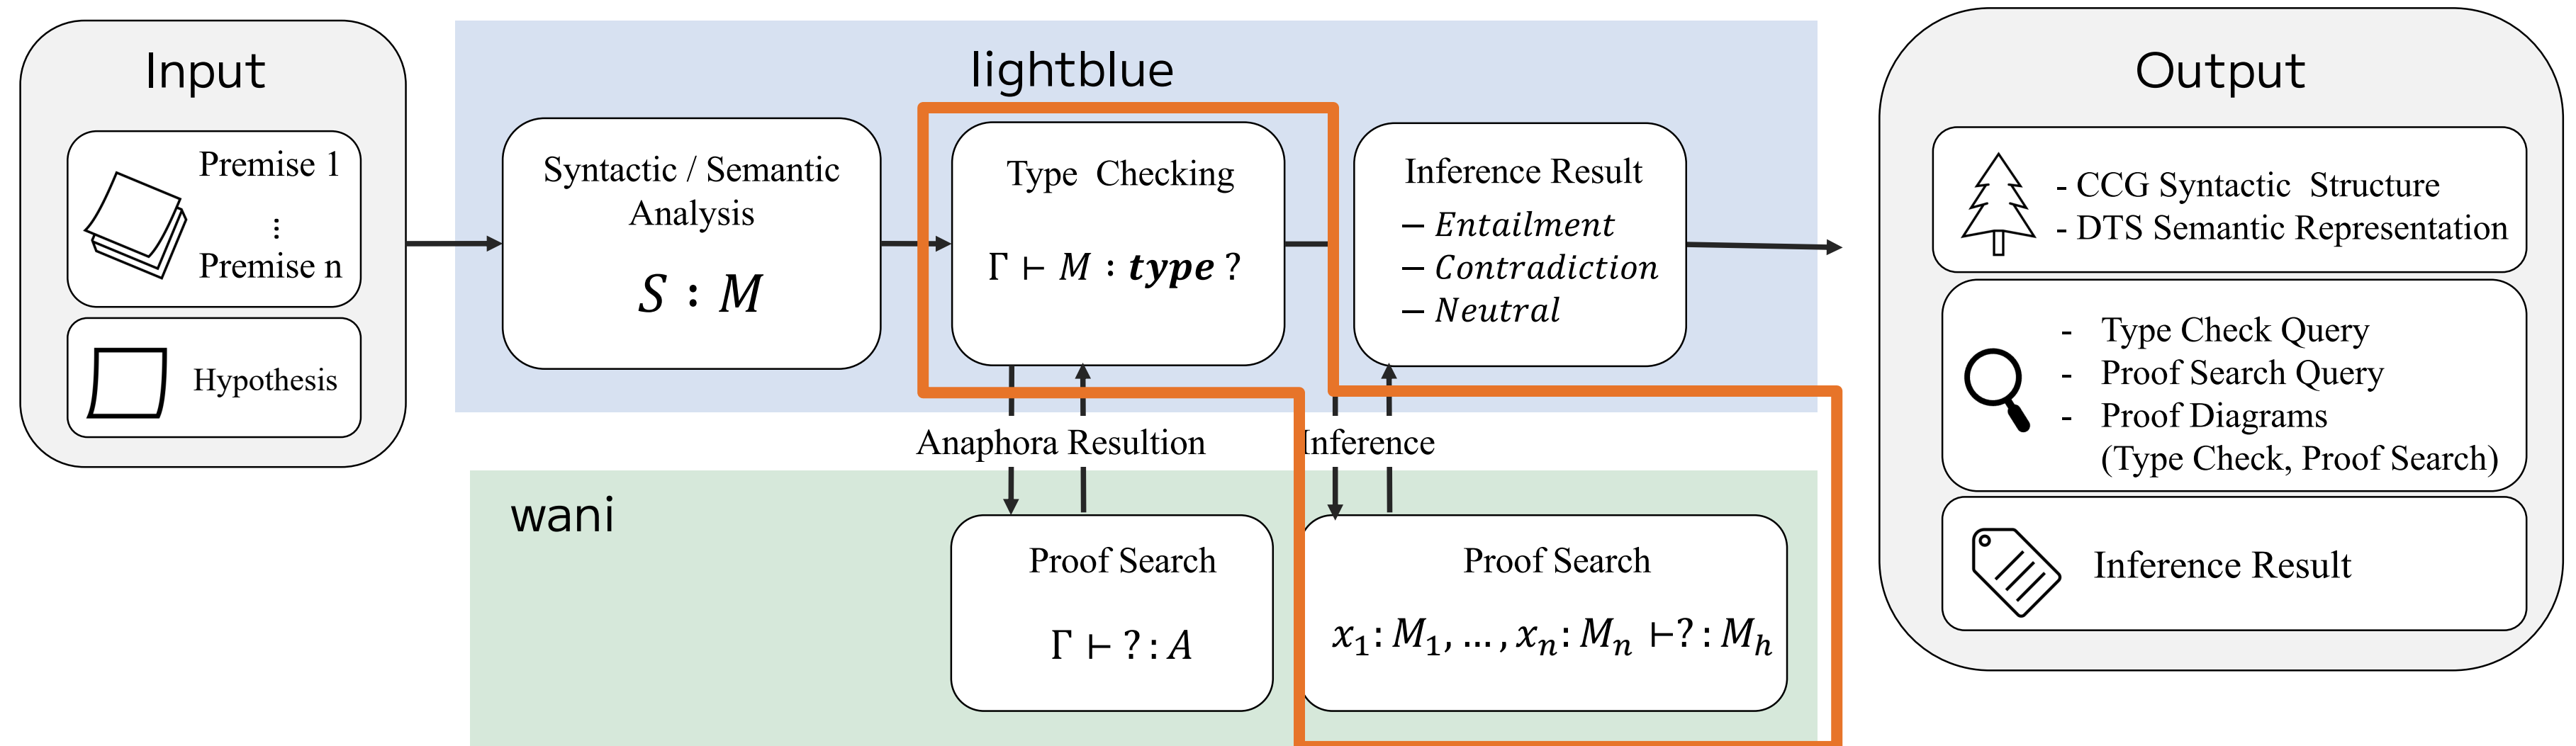 Input
Premise 1
⋮
Premise n
Hypothesis
lightblue
Syntactic / Semantic
Analysis
S : M
Type Checking
Γ ⊢ M : type ?
Inference Result
– Entailment
– Contradiction
– Neutral
Anaphora Resultion
Inference
wani
Proof Search
Γ ⊢ ? : A
Proof Search
x₁: M₁, … , xₙ: Mₙ ⊢? : Mₕ
Output
- CCG Syntactic Structure
- DTS Semantic Representation
- Type Check Query
- Proof Search Query
- Proof Diagrams
(Type Check, Proof Search)
Inference Result